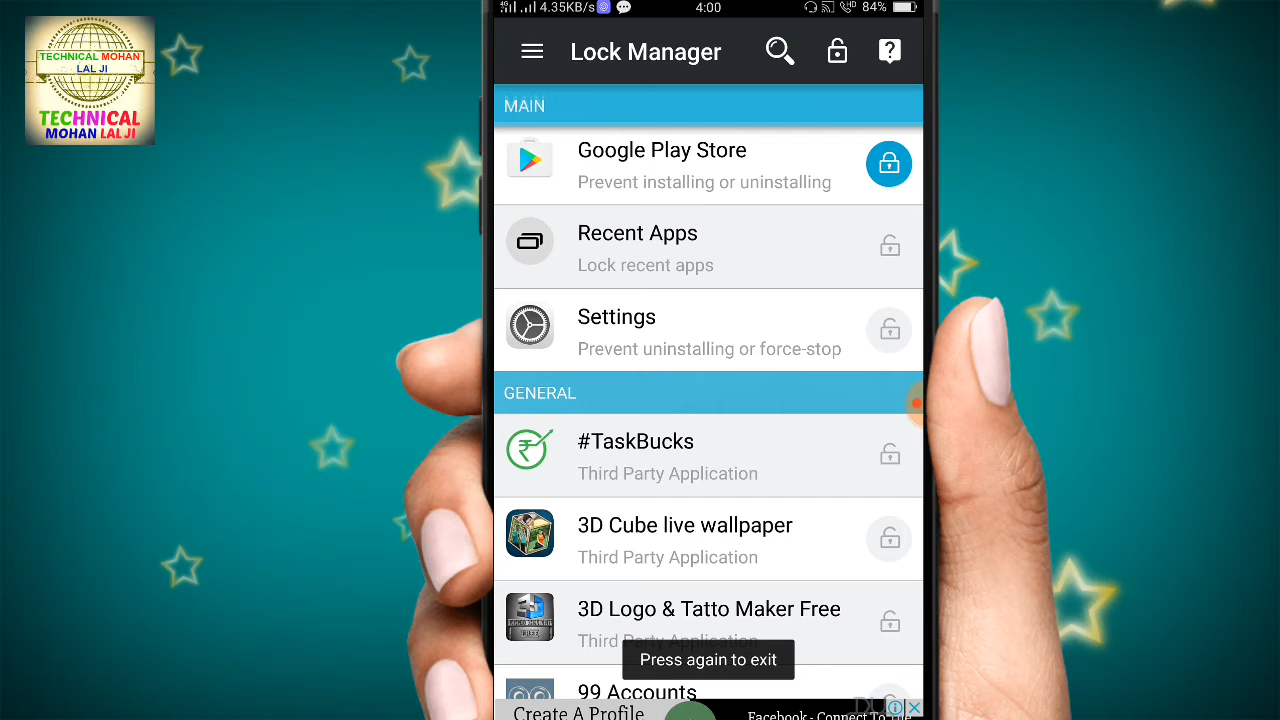 TECHNICAL MOHAN
LAL JI
TECHNICAL
MOHAN LAL JI
4.35KB/s 4:00 84%
Lock Manager
MAIN
Google Play Store
Prevent installing or uninstalling
Recent Apps
Lock recent apps
Settings
Prevent uninstalling or force-stop
GENERAL
#TaskBucks
Third Party Application
3D Cube live wallpaper
Third Party Application
3D Logo & Tatto Maker Free
Third Party Application
Press again to exit
99 Accounts
Create A Profile
Facebook - Connect To The